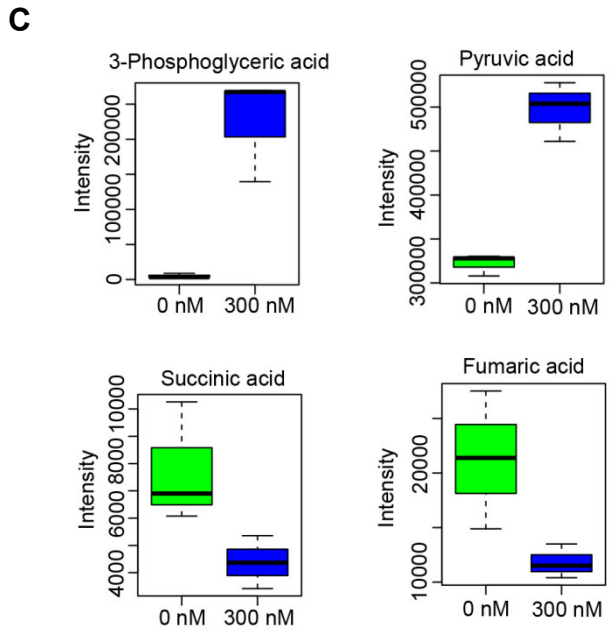 C
3-Phosphoglyceric acid
Intensity
200000
100000
0
0 nM 300 nM
Pyruvic acid
Intensity
500000
400000
300000
0 nM 300 nM
Succinic acid
Intensity
10000
8000
6000
4000
0 nM 300 nM
Fumaric acid
Intensity
20000
10000
0 nM 300 nM